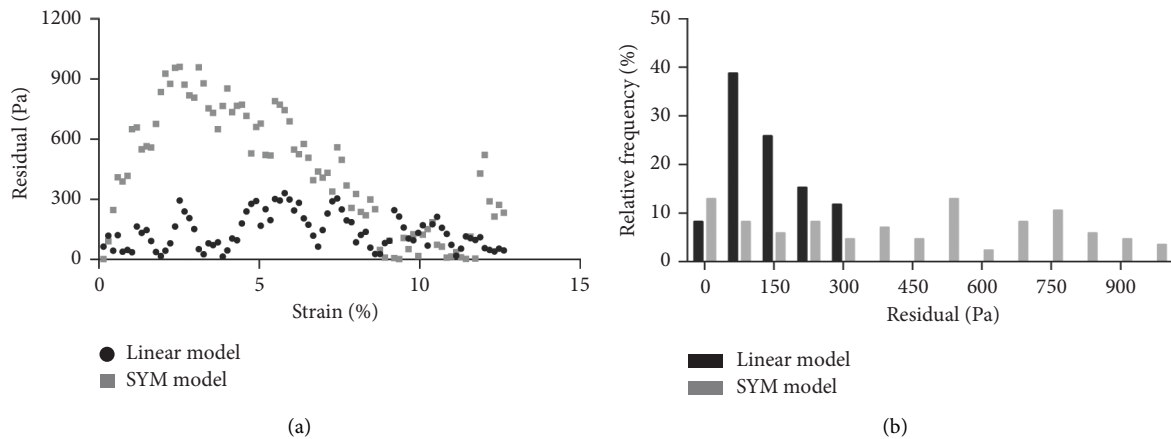 1200
900
600
300
0
Residual (Pa)
0
5
10
15
Strain (%)
Linear model
SYM model
(a)
50
40
30
20
10
0
Relative frequency (%)
0
150
300
450
600
750
900
Residual (Pa)
Linear model
SYM model
(b)